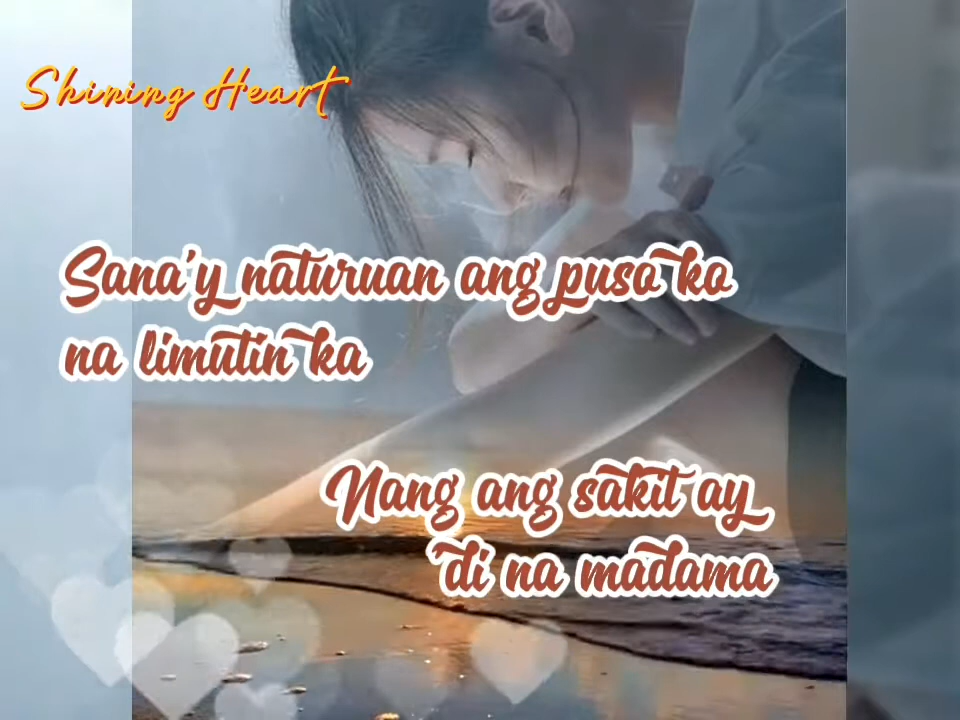 Shining Heart
Sana'y naturuan ang puso ko
na limutin ka
Nang ang sakit ay
'di na madama